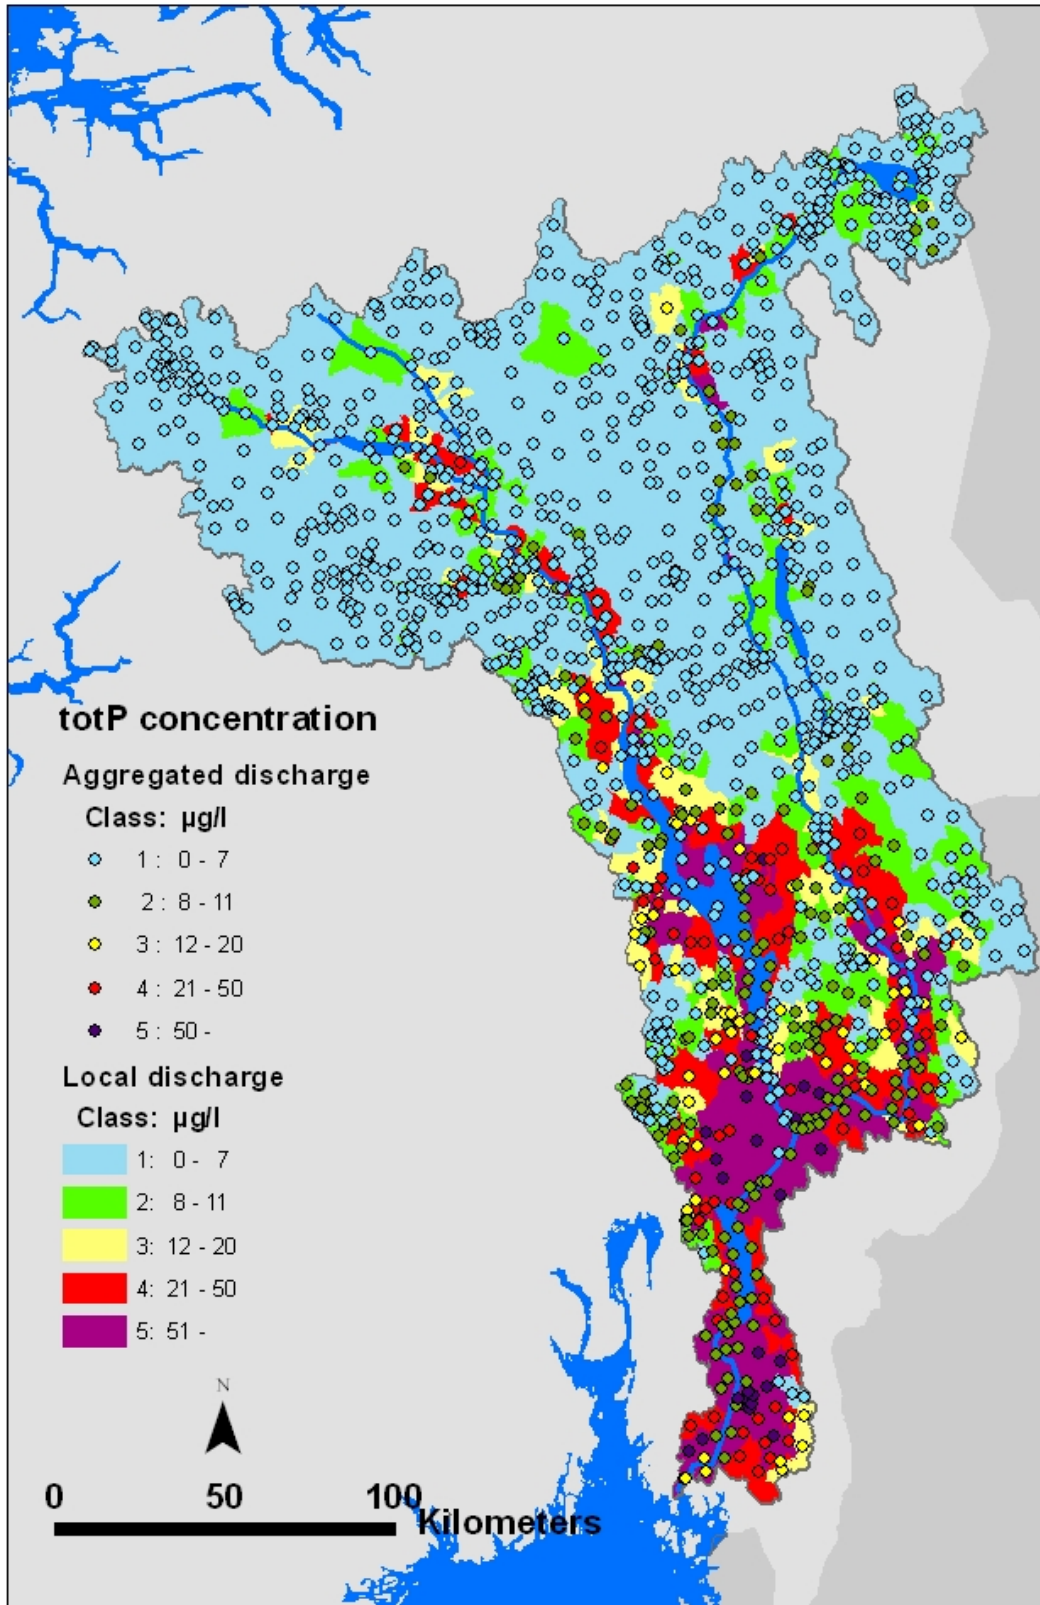 totP concentration
Aggregated discharge
Class: µg/l
1 : 0 - 7
2 : 8 - 11
3 : 12 - 20
4 : 21 - 50
5 : 50 -
Local discharge
Class: µg/l
1: 0 - 7
2: 8 - 11
3: 12 - 20
4: 21 - 50
5: 51 -
N
0 50 100
Kilometers